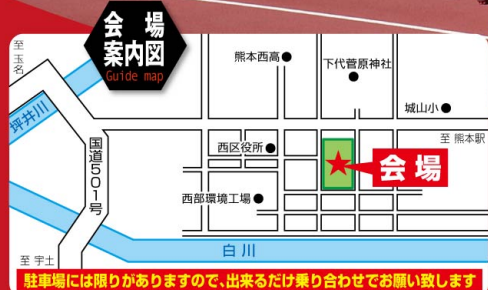 会場
案内図
Guide map
至玉名
坪井川
国道501号
至宇土
熊本西高
下代菅原神社
城山小
至 熊本駅
西区役所
会場
西部環境工場
白川
駐車場には限りがありますので、出来るだけ乗り合わせでお願い致します